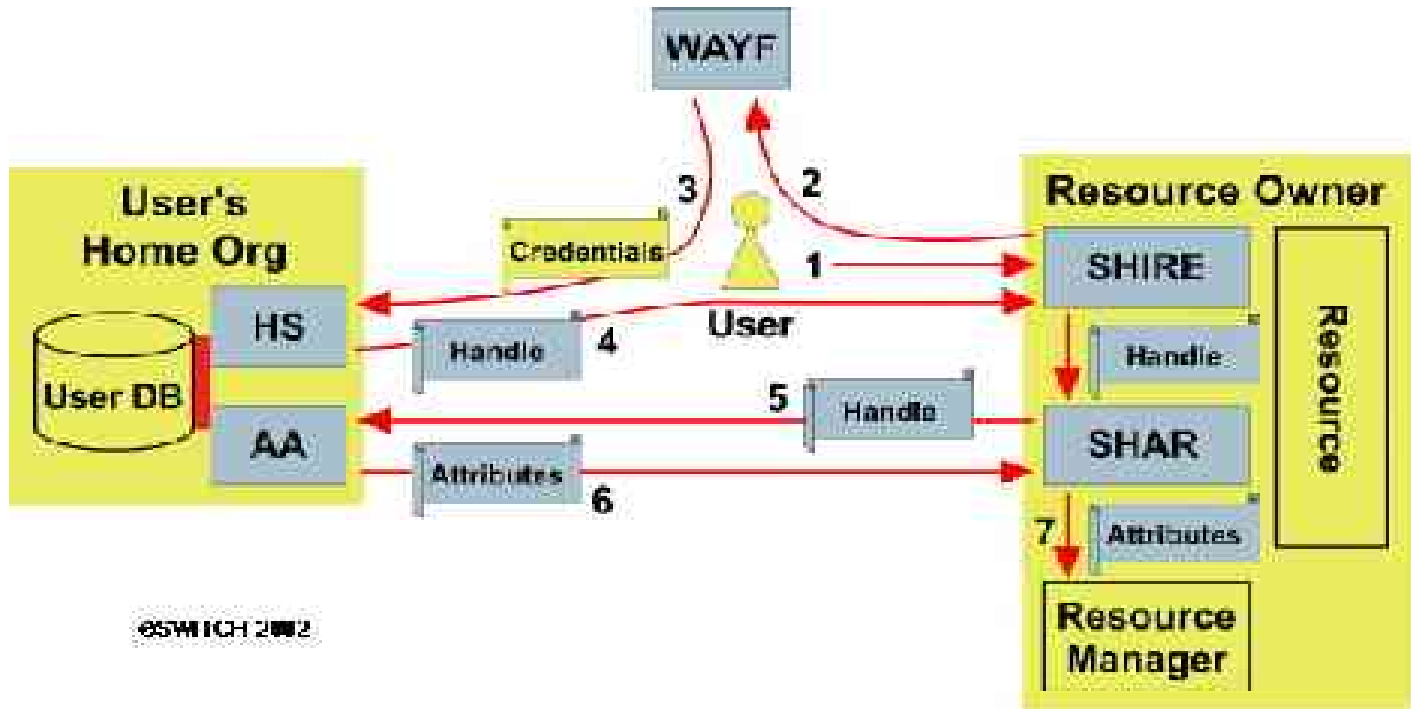 WAYF
3
2
User's
Home Org
Credentials
Resource Owner
1
SHIRE
HS
Handle
4
User
Handle
Resource
User DB
5
Handle
AA
SHAR
Attributes
6
7
Attributes
Resource
Manager
©SWITCH 2002